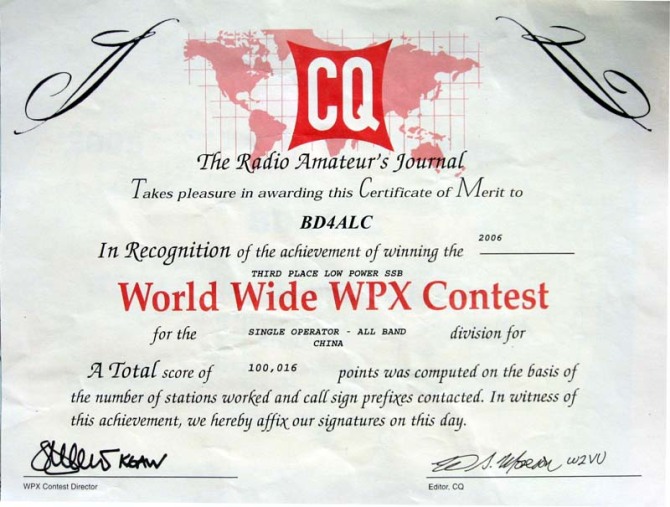 CQ
The Radio Amateur's Journal
Takes pleasure in awarding this Certificate of Merit to
BD4ALC
In Recognition of the achievement of winning the 2006
THIRD PLACE LOW POWER SSB
World Wide WPX Contest
for the SINGLE OPERATOR - ALL BAND division for
CHINA
A Total score of 100,016 points was computed on the basis of
the number of stations worked and call sign prefixes contacted. In witness of
this achievement, we hereby affix our signatures on this day.
K6AW W2VU
WPX Contest Director Editor, CQ